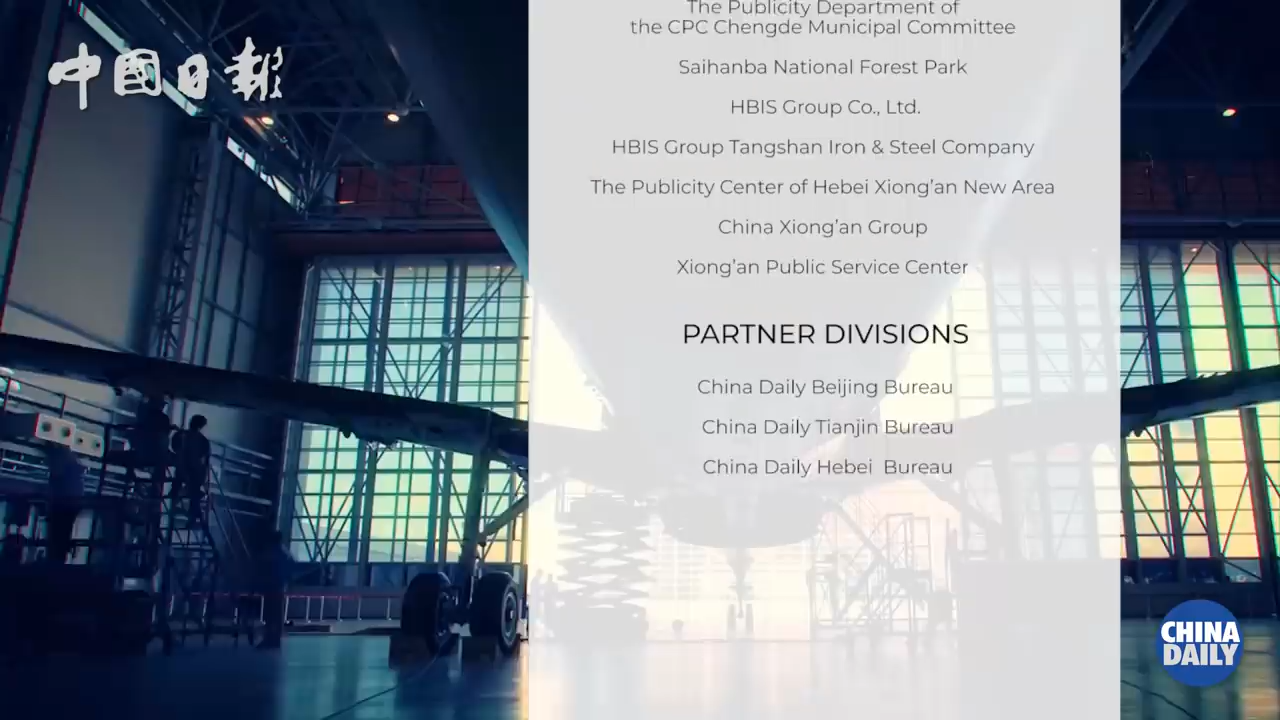 中國日報
The Publicity Department of
the CPC Chengde Municipal Committee
Saihanba National Forest Park
HBIS Group Co., Ltd.
HBIS Group Tangshan Iron & Steel Company
The Publicity Center of Hebei Xiong'an New Area
China Xiong'an Group
Xiong'an Public Service Center
PARTNER DIVISIONS
China Daily Beijing Bureau
China Daily Tianjin Bureau
China Daily Hebei  Bureau
CHINA
DAILY